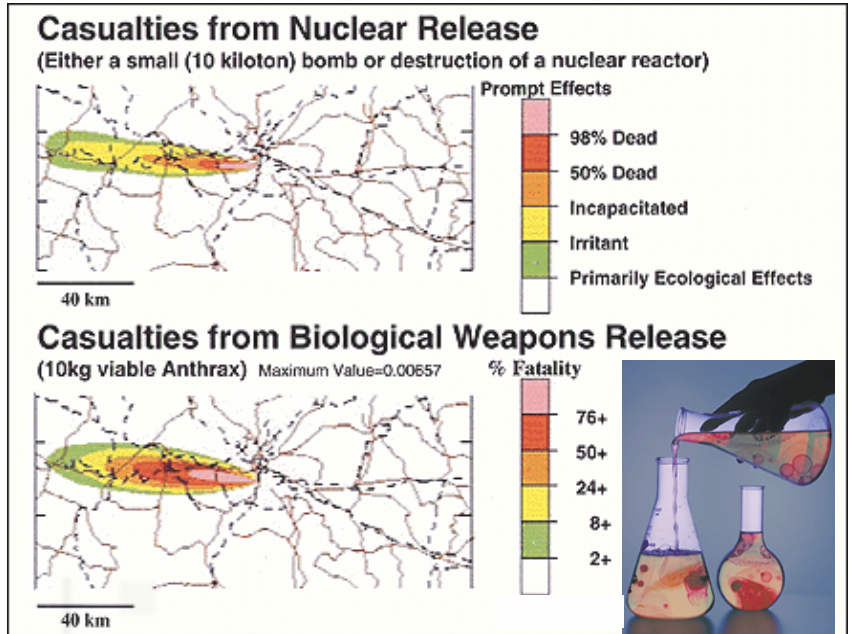 Casualties from Nuclear Release
(Either a small (10 kiloton) bomb or destruction of a nuclear reactor)
Prompt Effects
98% Dead
50% Dead
Incapacitated
Irritant
Primarily Ecological Effects
40 km
Casualties from Biological Weapons Release
(10kg viable Anthrax) Maximum Value=0.00657
% Fatality
76+
50+
24+
8+
2+
40 km